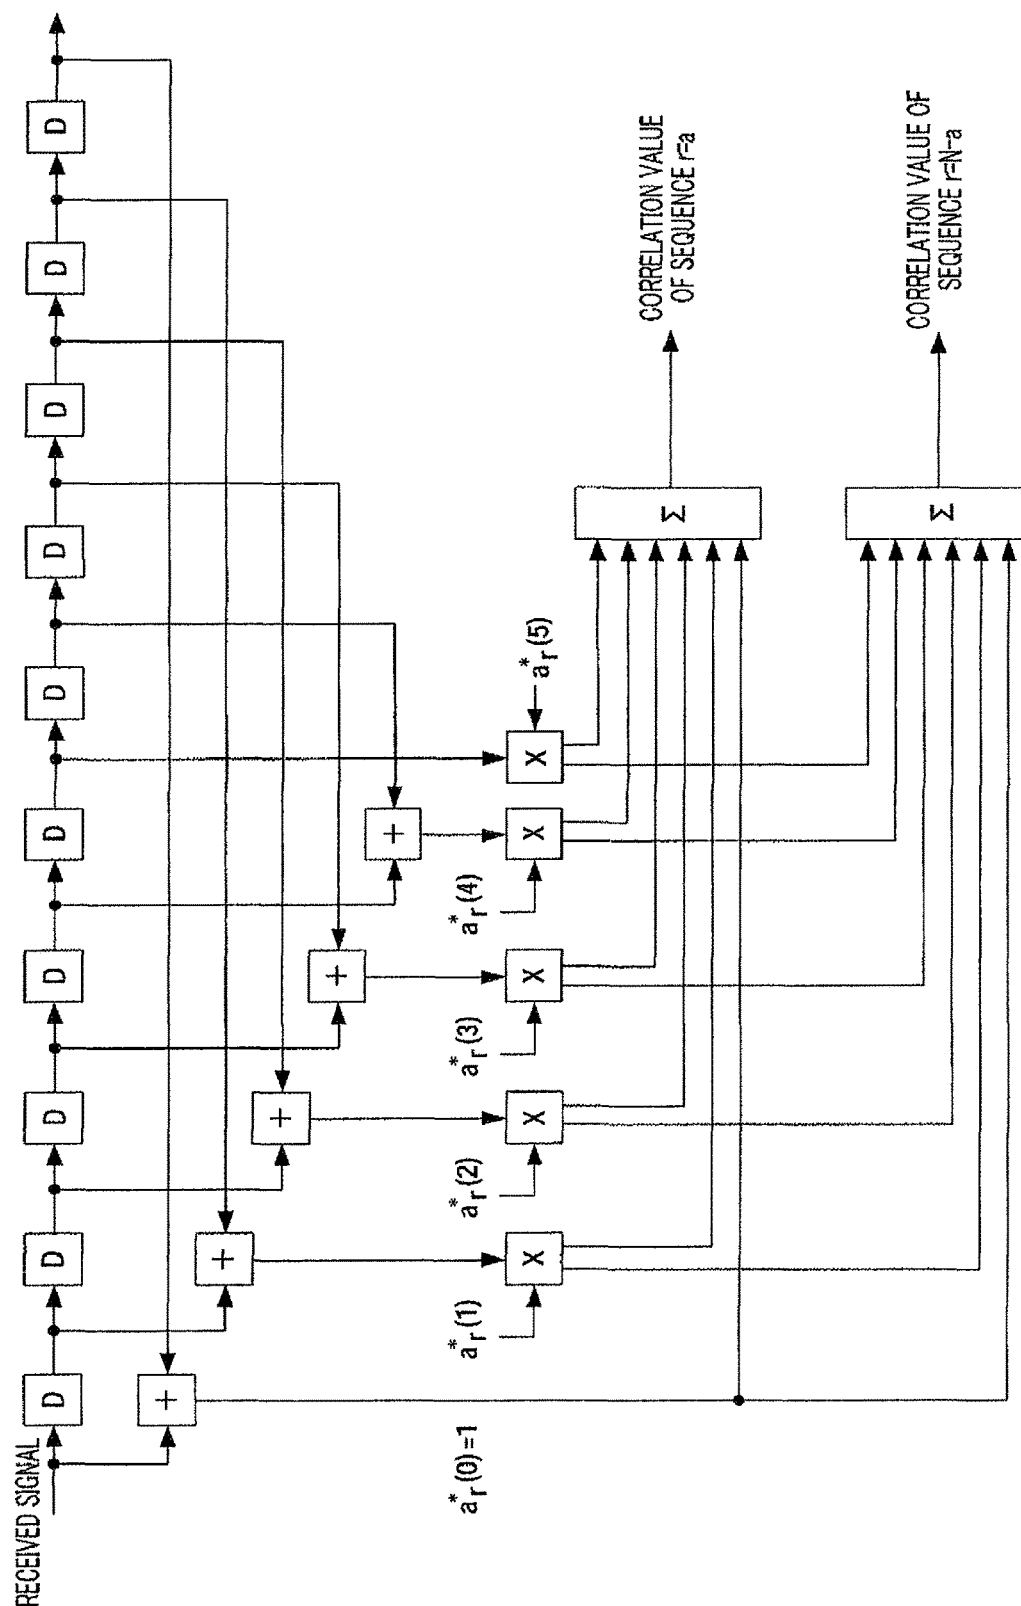 RECEIVED SIGNAL
D
D
D
D
D
D
D
D
D
D
+
+
+
+
+
a*r(0)=1
a*r(1)
a*r(2)
a*r(3)
a*r(4)
a*r(5)
X
X
X
X
X
Σ
Σ
CORRELATION VALUE
OF SEQUENCE r=a
CORRELATION VALUE OF
SEQUENCE r=N-a